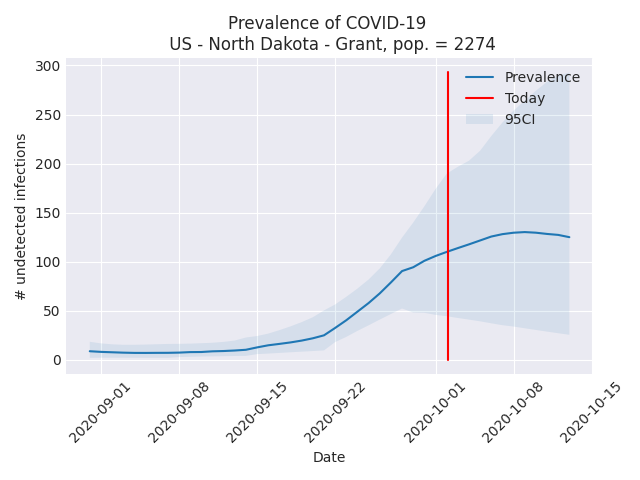 Prevalence of COVID-19
US - North Dakota - Grant, pop. = 2274
300
250
200
150
100
50
0
# undetected infections
Prevalence
Today
95CI
2020-09-01
2020-09-08
2020-09-15
2020-09-22
2020-10-01
2020-10-08
2020-10-15
Date